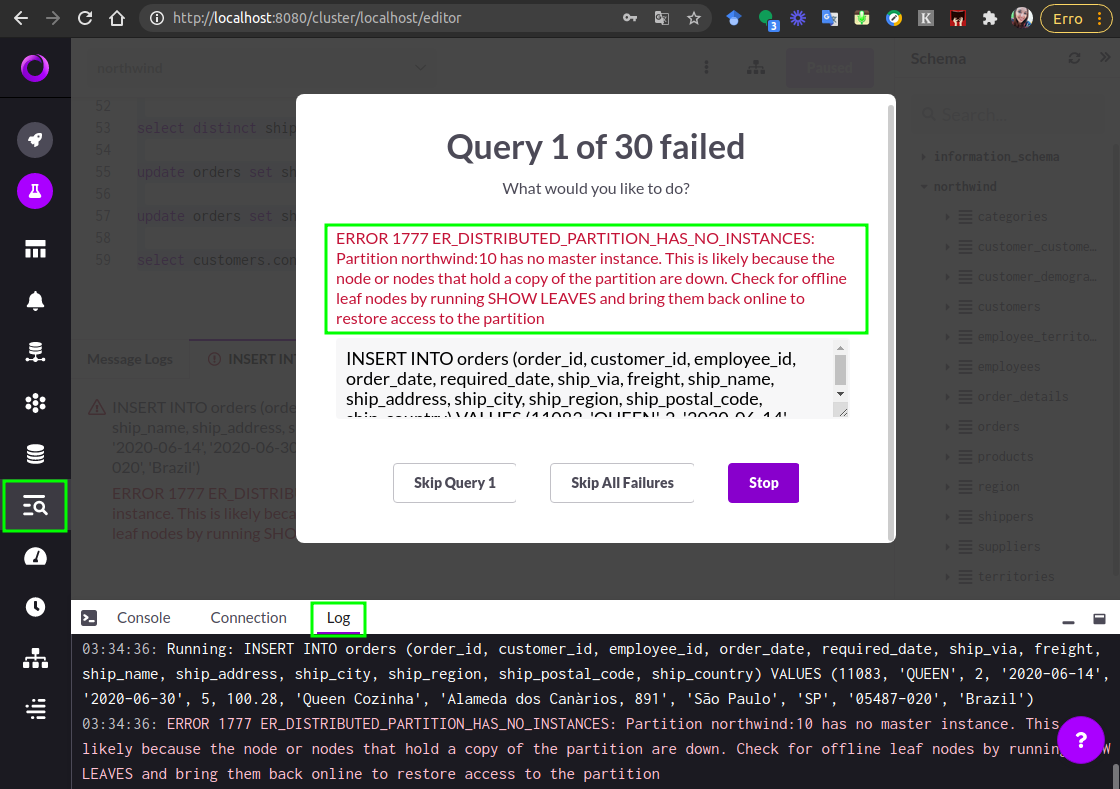 http://localhost:8080/cluster/localhost/editor
3
K
Erro
northwind
Paused
Schema
Search...
52
53 select distinct ship
54
55 update orders set sh
56
57 update orders set sh
58
59 select customers.con
information_schema
northwind
categories
customer_custome…
customer_demogra…
customers
employee_territo…
employees
order_details
orders
products
region
shippers
suppliers
territories
Message Logs
INSERT INT
INSERT INTO orders (orde
ship_name, ship_address, s
'2020-06-14', '2020-06-30
020', 'Brazil')
ERROR 1777 ER_DISTRIB
instance. This is likely beca
leaf nodes by running SHO
Query 1 of 30 failed
What would you like to do?
ERROR 1777 ER_DISTRIBUTED_PARTITION_HAS_NO_INSTANCES:
Partition northwind:10 has no master instance. This is likely because the
node or nodes that hold a copy of the partition are down. Check for offline
leaf nodes by running SHOW LEAVES and bring them back online to
restore access to the partition
INSERT INTO orders (order_id, customer_id, employee_id,
order_date, required_date, ship_via, freight, ship_name,
ship_address, ship_city, ship_region, ship_postal_code,
ship_country) VALUES (11083, 'QUEEN', 2, '2020-06-14',
Skip Query 1
Skip All Failures
Stop
Console
Connection
Log
03:34:36: Running: INSERT INTO orders (order_id, customer_id, employee_id, order_date, required_date, ship_via, freight,
ship_name, ship_address, ship_city, ship_region, ship_postal_code, ship_country) VALUES (11083, 'QUEEN', 2, '2020-06-14',
'2020-06-30', 5, 100.28, 'Queen Cozinha', 'Alameda dos Canàrios, 891', 'São Paulo', 'SP', '05487-020', 'Brazil')
03:34:36: ERROR 1777 ER_DISTRIBUTED_PARTITION_HAS_NO_INSTANCES: Partition northwind:10 has no master instance. This
likely because the node or nodes that hold a copy of the partition are down. Check for offline leaf nodes by running OW
LEAVES and bring them back online to restore access to the partition
?